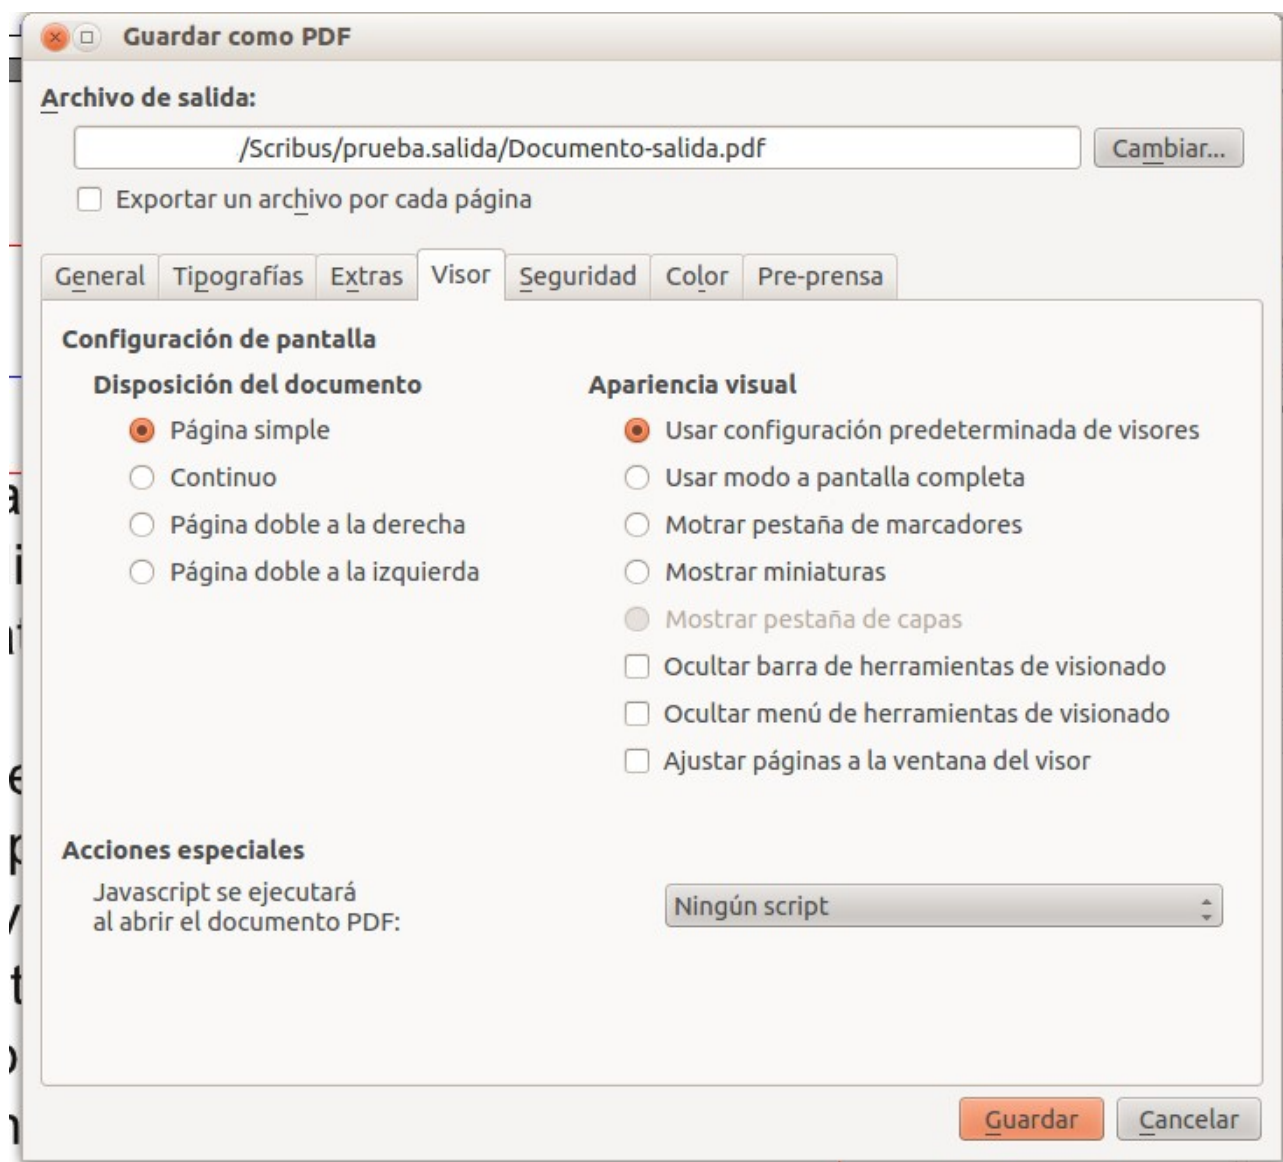 Guardar como PDF
Archivo de salida:
/Scribus/prueba.salida/Documento-salida.pdf
Cambiar...
Exportar un archivo por cada página
General Tipografías Extras Visor Seguridad Color Pre-prensa
Configuración de pantalla
Disposición del documento
Página simple
Continuo
Página doble a la derecha
Página doble a la izquierda
Apariencia visual
Usar configuración predeterminada de visores
Usar modo a pantalla completa
Motrar pestaña de marcadores
Mostrar miniaturas
Mostrar pestaña de capas
Ocultar barra de herramientas de visionado
Ocultar menú de herramientas de visionado
Ajustar páginas a la ventana del visor
Acciones especiales
Javascript se ejecutará
al abrir el documento PDF:
Ningún script
Guardar Cancelar